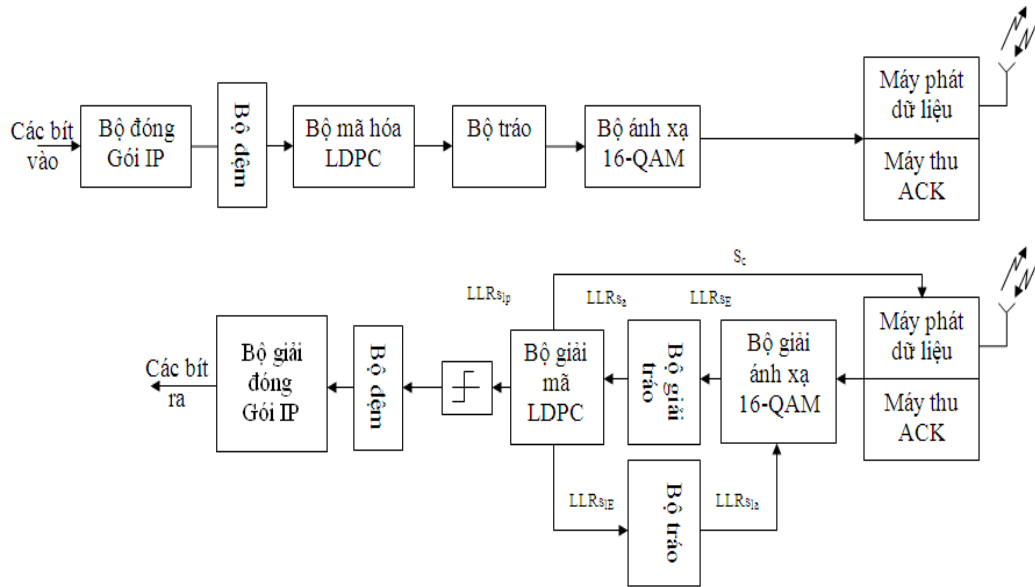 Các bít
vào
Bộ đóng
Gói IP
Bộ đệm
Bộ mã hóa
LDPC
Bộ tráo
Bộ ánh xạ
16-QAM
Máy phát
dữ liệu
Máy thu
ACK
Sc
LLRs1p
LLRsa
LLRsE
Các bít
ra
Bộ giải
đóng
Gói IP
Bộ đệm
Bộ giải
mã
LDPC
Bộ giải
tráo
Bộ giải
ánh xạ
16-QAM
Máy phát
dữ liệu
Máy thu
ACK
LLRs1E
Bộ tráo
LLRs1a